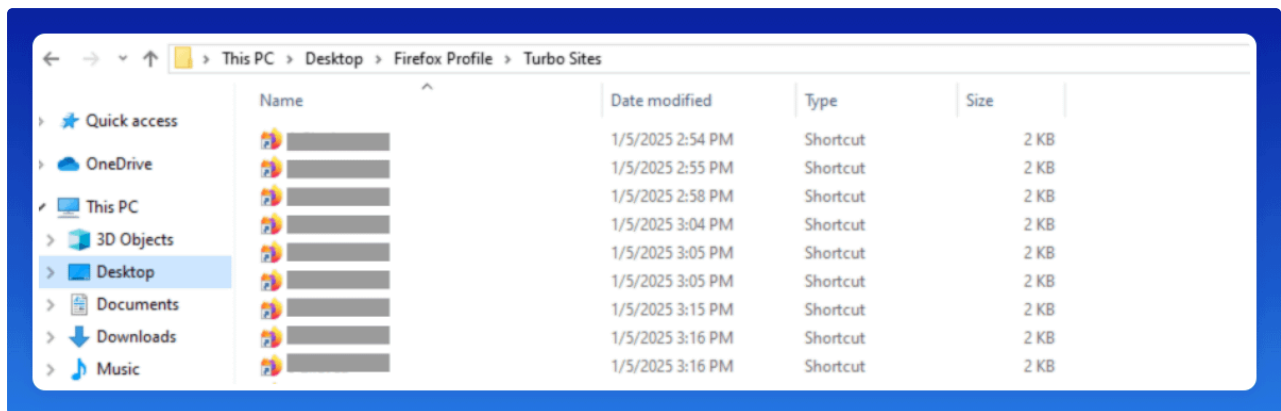 This PC > Desktop > Firefox Profile > Turbo Sites
Name Date modified Type Size
Quick access
OneDrive
This PC
3D Objects
Desktop
Documents
Downloads
Music
1/5/2025 2:54 PM Shortcut 2 KB
1/5/2025 2:55 PM Shortcut 2 KB
1/5/2025 2:58 PM Shortcut 2 KB
1/5/2025 3:04 PM Shortcut 2 KB
1/5/2025 3:05 PM Shortcut 2 KB
1/5/2025 3:05 PM Shortcut 2 KB
1/5/2025 3:15 PM Shortcut 2 KB
1/5/2025 3:16 PM Shortcut 2 KB
1/5/2025 3:16 PM Shortcut 2 KB